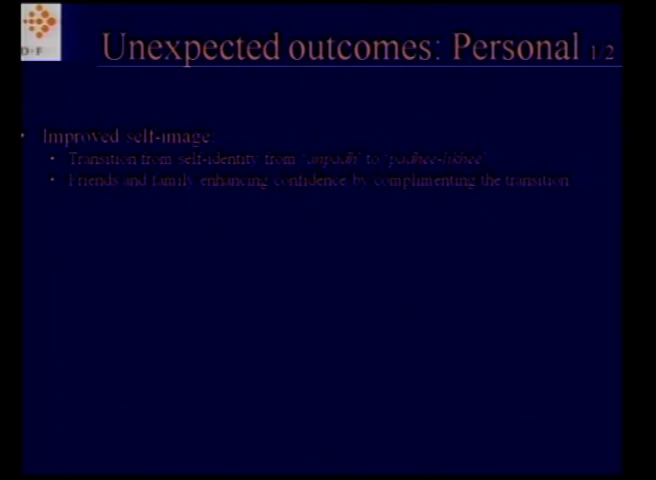 D+F
Unexpected outcomes: Personal 1/2
• Improved self-image:
• Transition from self-identity from 'anpadh' to 'padhee-likhee'
• Friends and family enhancing confidence by complimenting the transition